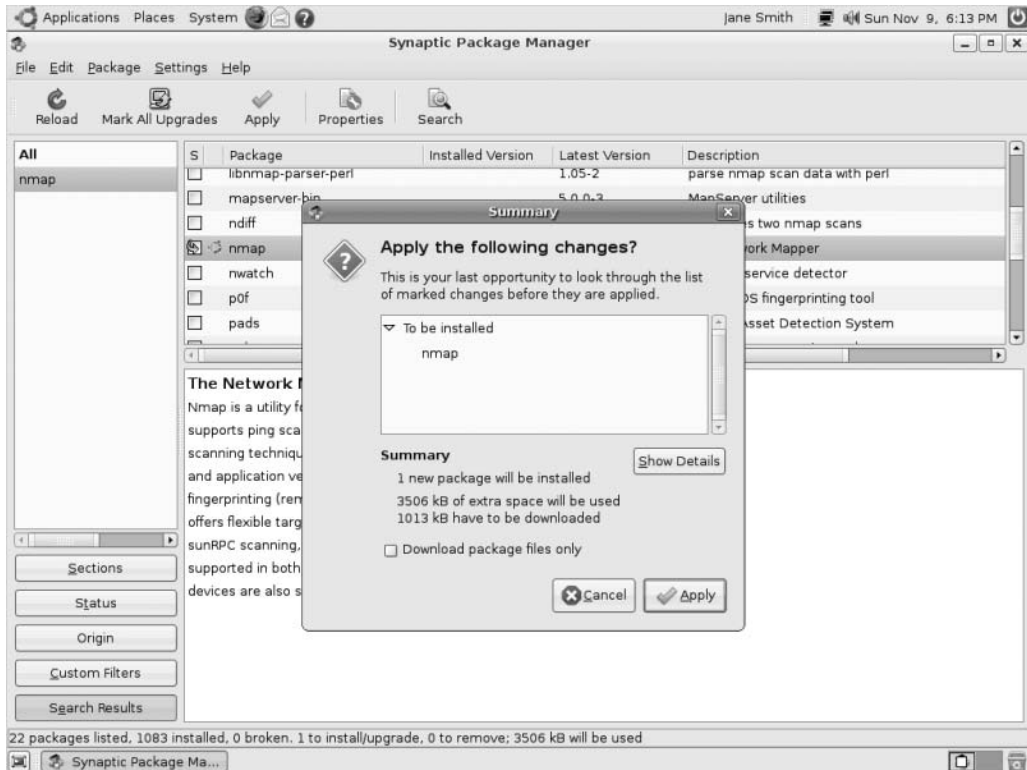 Applications Places System
Jane Smith
Sun Nov 9, 6:13 PM
Synaptic Package Manager
File Edit Package Settings Help
Reload Mark All Upgrades Apply Properties Search
All
nmap
S Package Installed Version Latest Version Description
libnmap-parser-perl 1.05-2 parse nmap scan data with perl
mapserver-bin 5.0.0-3 MapServer utilities
ndiff s two nmap scans
nmap ork Mapper
nwatch service detector
p0f OS fingerprinting tool
pads Asset Detection System
Summary
Apply the following changes?
This is your last opportunity to look through the list
of marked changes before they are applied.
To be installed
nmap
Summary
Show Details
1 new package will be installed
3506 kB of extra space will be used
1013 kB have to be downloaded
Download package files only
Cancel Apply
The Network
Nmap is a utility f
supports ping sca
scanning techniqu
and application ve
fingerprinting (ren
offers flexible targ
sunRPC scanning,
supported in both
devices are also s
Sections
Status
Origin
Custom Filters
Search Results
22 packages listed, 1083 installed, 0 broken. 1 to install/upgrade, 0 to remove; 3506 kB will be used
Synaptic Package Ma...